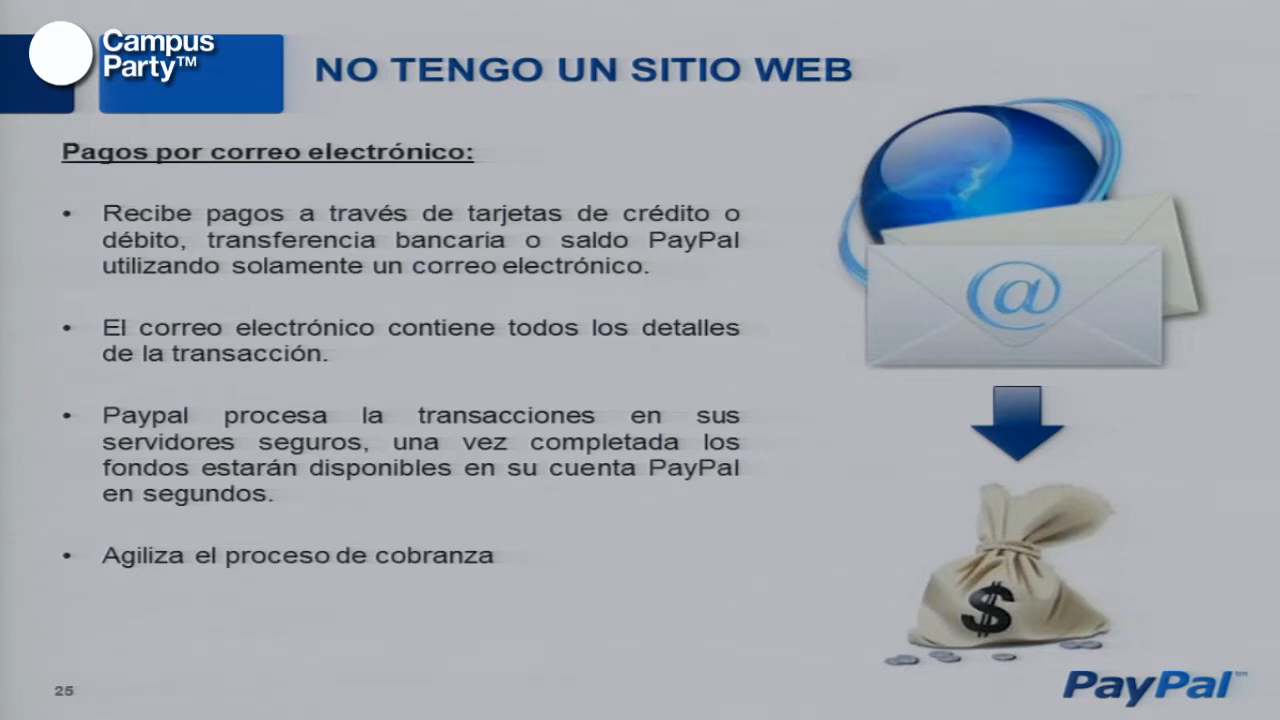 Campus
Party™
NO TENGO UN SITIO WEB
Pagos por correo electrónico:
• Recibe pagos a través de tarjetas de crédito o
débito, transferencia bancaria o saldo PayPal
utilizando solamente un correo electrónico.
• El correo electrónico contiene todos los detalles
de la transacción.
• Paypal procesa la transacciones en sus
servidores seguros, una vez completada los
fondos estarán disponibles en su cuenta PayPal
en segundos.
• Agiliza el proceso de cobranza
@
$
25
PayPal™